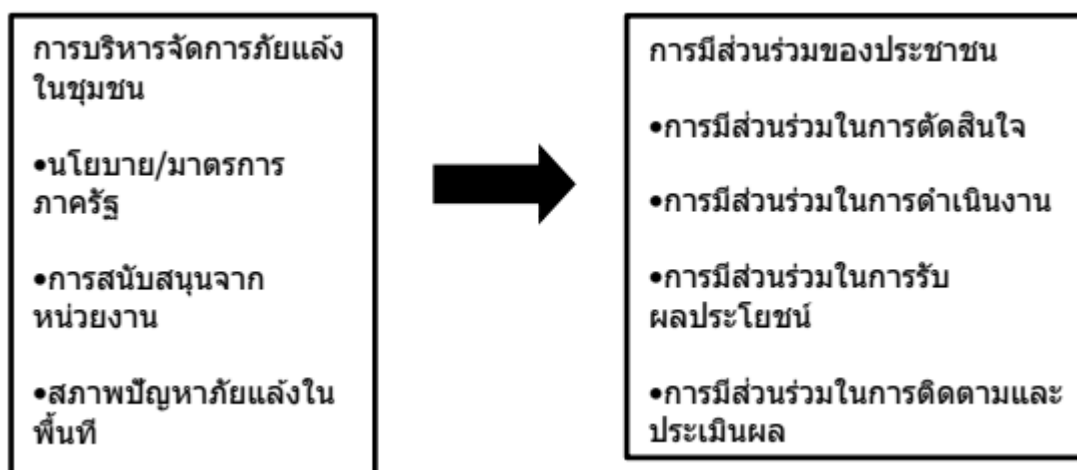 การบริหารจัดการภัยแล้ง
ในชุมชน
•นโยบาย/มาตรการ
ภาครัฐ
•การสนับสนุนจาก
หน่วยงาน
•สภาพปัญหาภัยแล้งใน
พื้นที่
การมีส่วนร่วมของประชาชน
•การมีส่วนร่วมในการตัดสินใจ
•การมีส่วนร่วมในการดำเนินงาน
•การมีส่วนร่วมในการรับ
ผลประโยชน์
•การมีส่วนร่วมในการติดตามและ
ประเมินผล